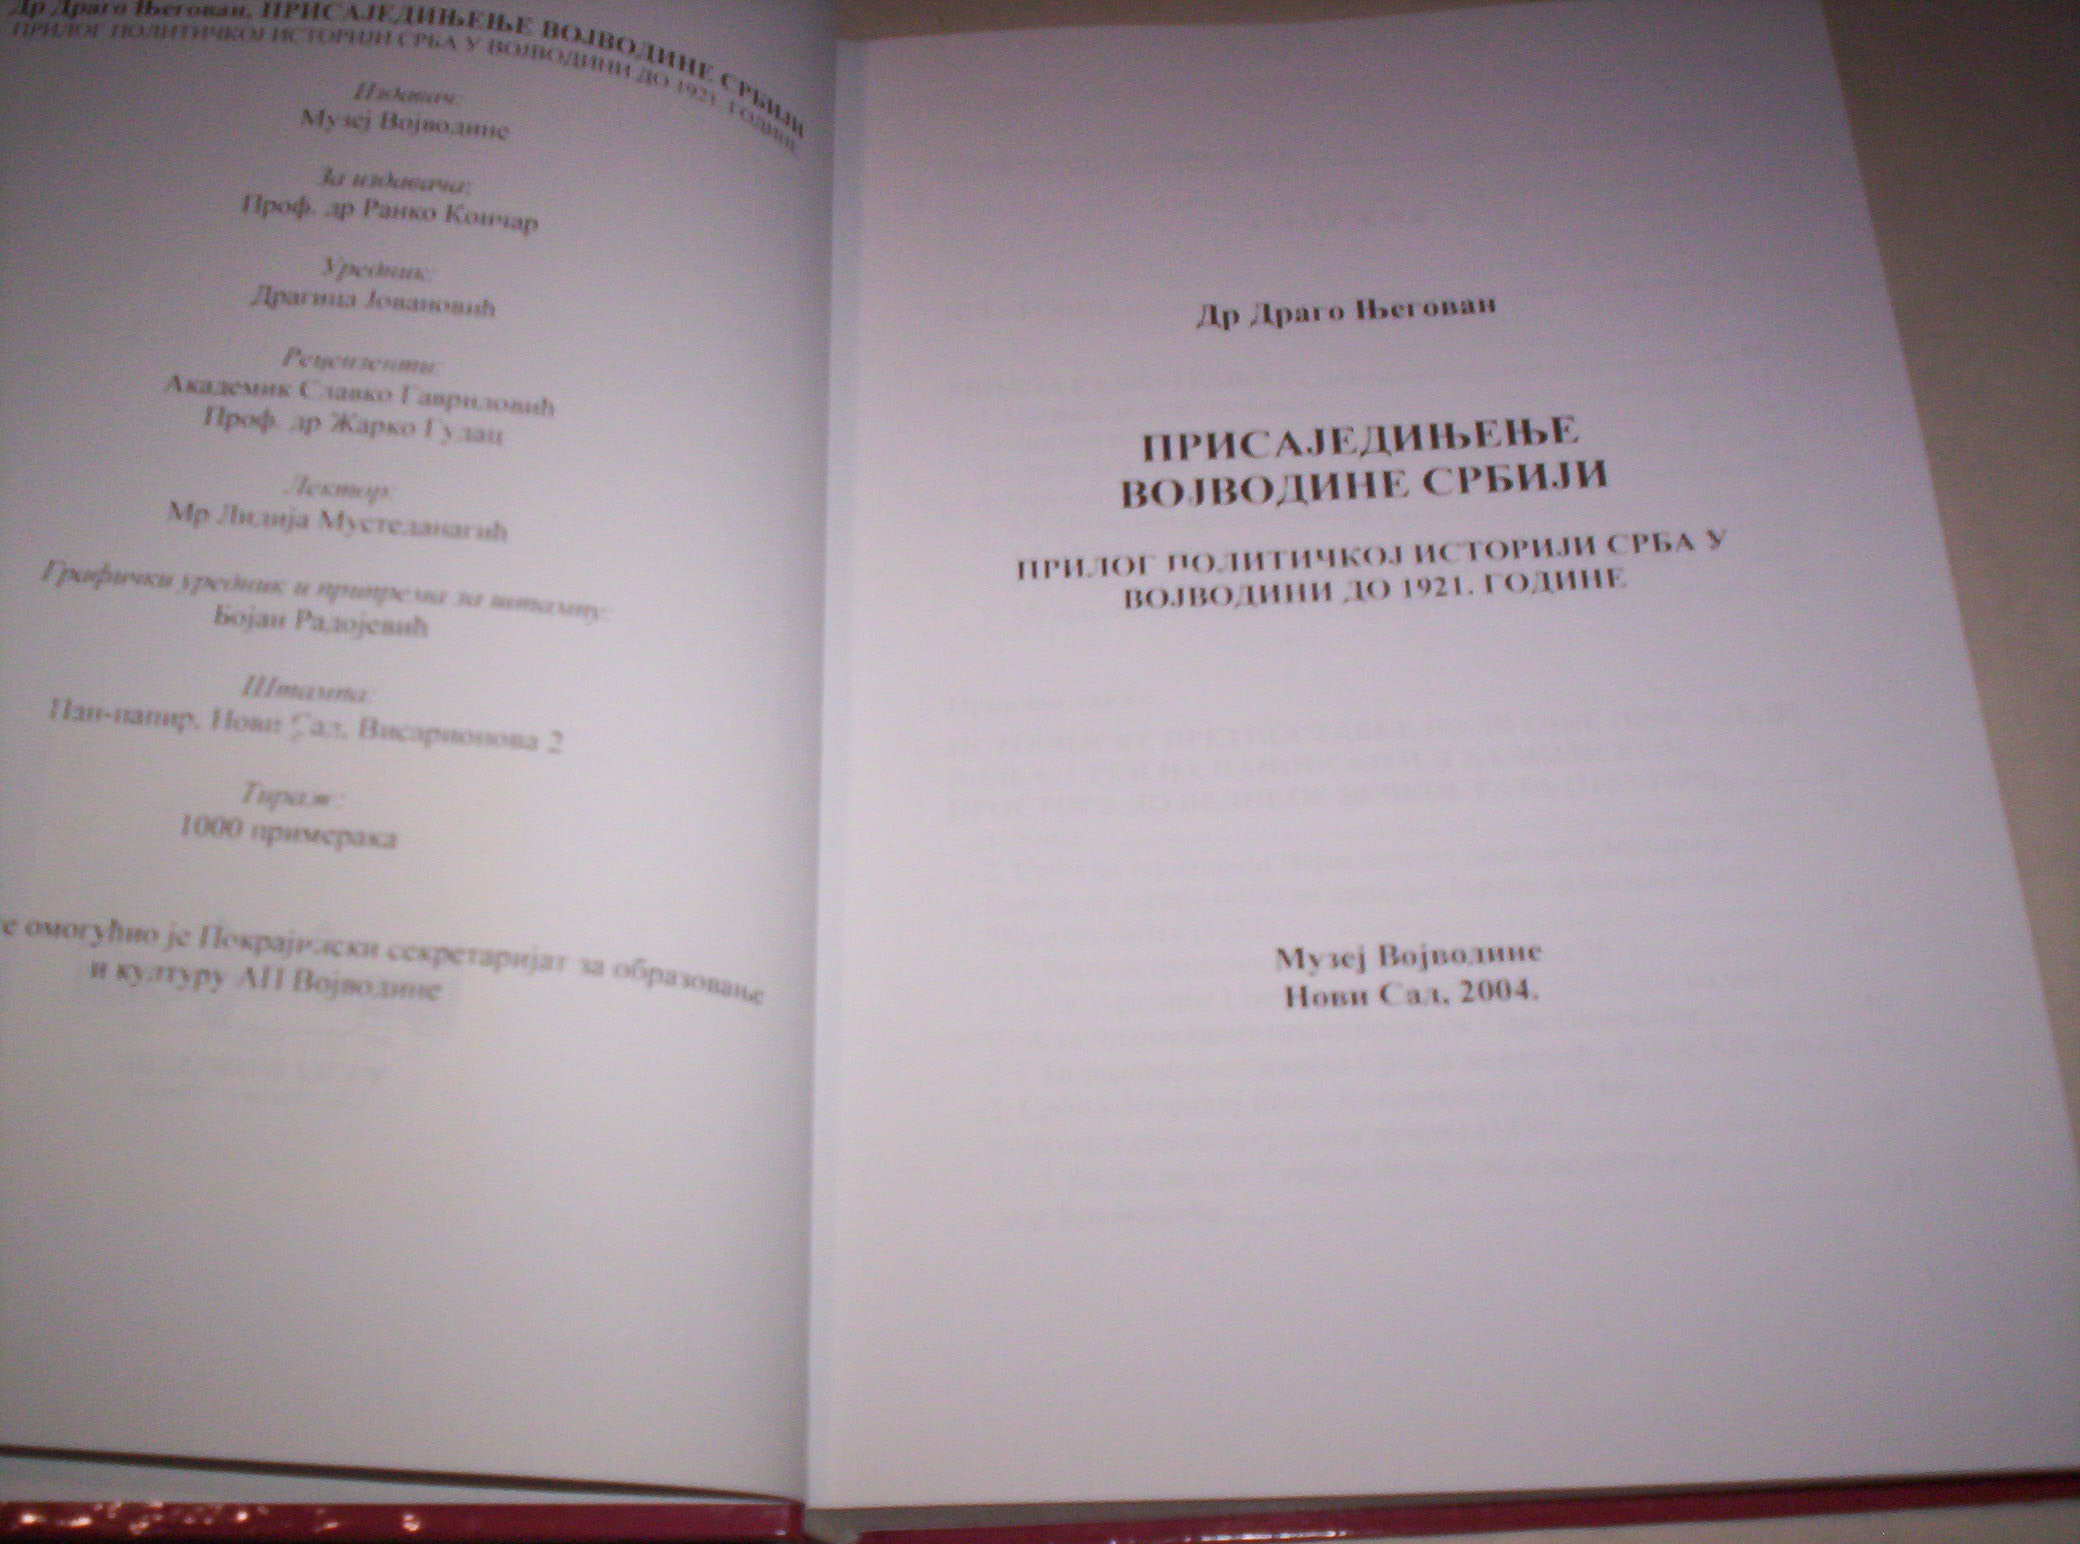 Др Драго Његован, ПРИСАЈЕДИЊЕЊЕ ВОЈВОДИНЕ СРБИЈИ
ПРИЛОГ ПОЛИТИЧКОЈ ИСТОРИЈИ СРБА У ВОЈВОДИНИ ДО 1921. ГОДИНЕ
Издавач:
Музеј Војводине
За издавача:
Проф. др Ранко Кончар
Уредник:
Драгица Јовановић
Рецензенти:
Академик Славко Гавриловић
Проф. др Жарко Гудац
Лектор:
Мр Лидија Мустеданагић
Графички уредник и припрема за штампу:
Бојан Радојевић
Штампа:
Пан-папир, Нови Сад, Висарионова 2
Тираж:
1000 примерака
е омогућио је Покрајински секретаријат за образовање
и културу АП Војводине
Др Драго Његован
ПРИСАЈЕДИЊЕЊЕ
ВОЈВОДИНЕ СРБИЈИ
ПРИЛОГ ПОЛИТИЧКОЈ ИСТОРИЈИ СРБА У
ВОЈВОДИНИ ДО 1921. ГОДИНЕ
Музеј Војводине
Нови Сад, 2004.